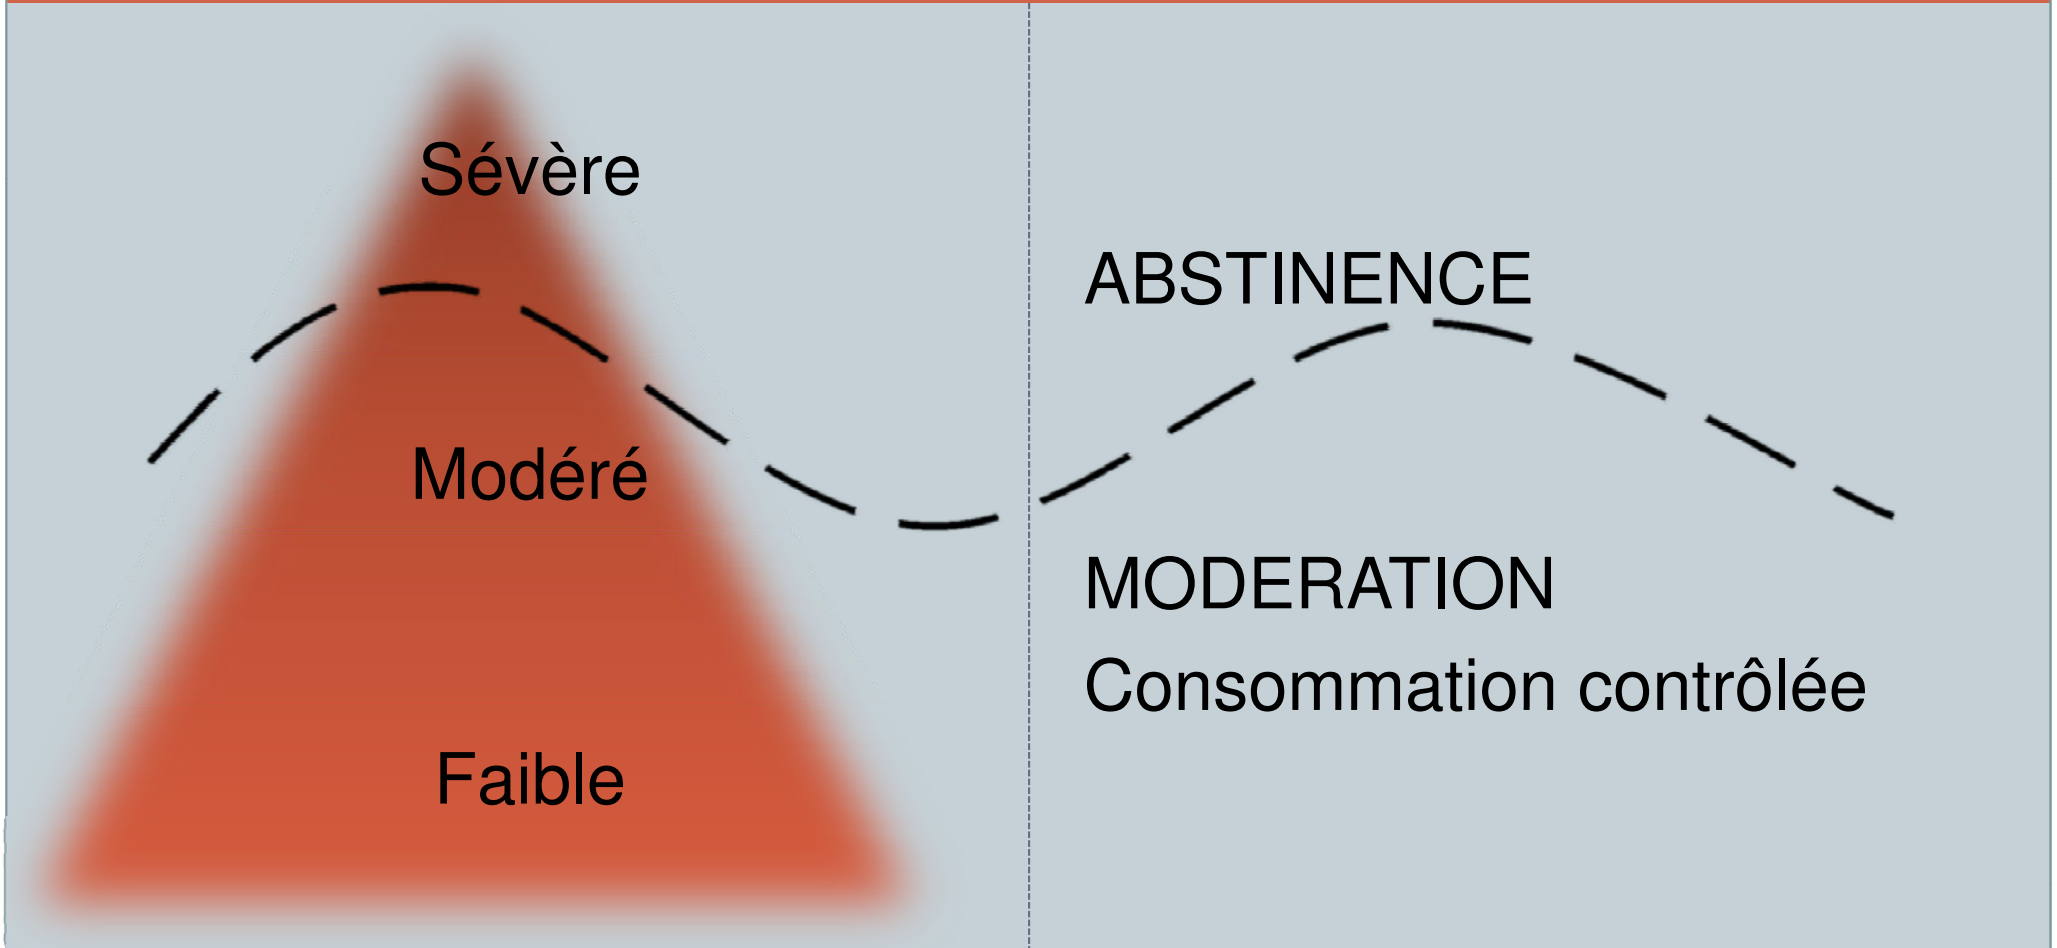 Sévère
Modéré
Faible
ABSTINENCE
MODERATION
Consommation contrôlée